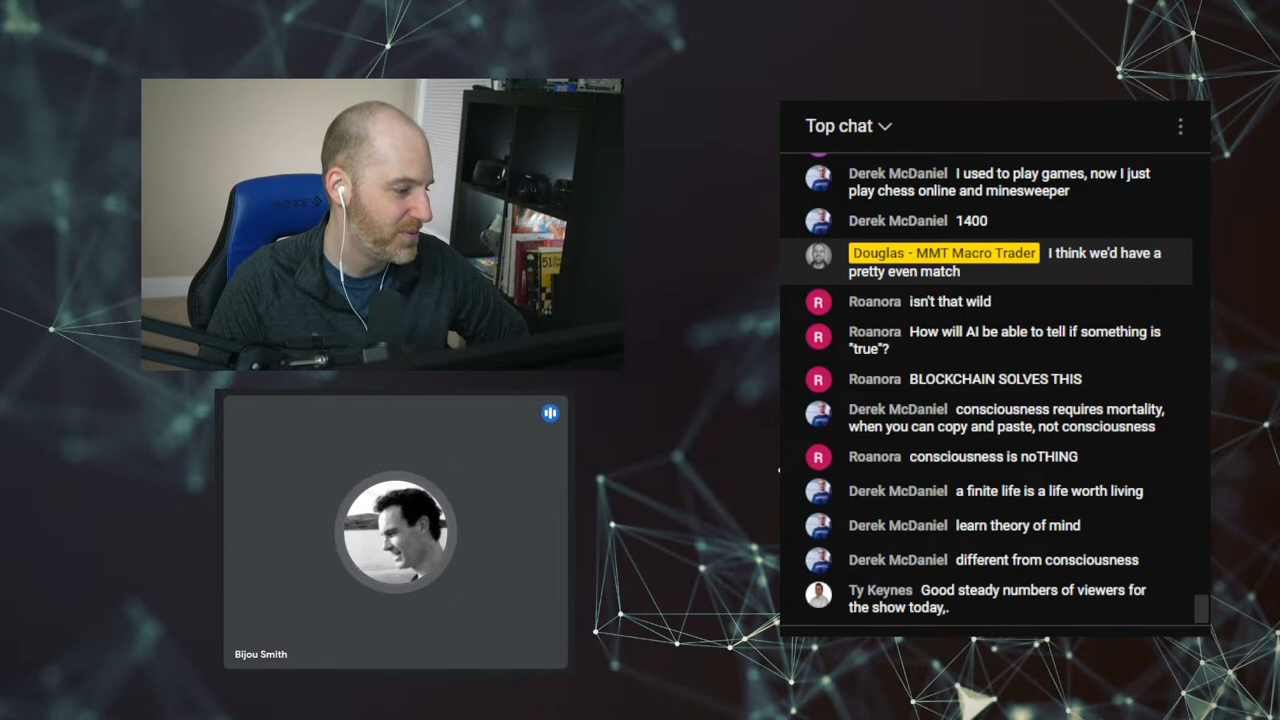 Top chat
Derek McDaniel I used to play games, now I just
play chess online and minesweeper
Derek McDaniel 1400
Douglas - MMT Macro Trader I think we'd have a
pretty even match
R Roanora isn't that wild
R Roanora How will AI be able to tell if something is
"true"?
R Roanora BLOCKCHAIN SOLVES THIS
Derek McDaniel consciousness requires mortality,
when you can copy and paste, not consciousness
R Roanora consciousness is noTHING
Derek McDaniel a finite life is a life worth living
Derek McDaniel learn theory of mind
Derek McDaniel different from consciousness
Ty Keynes Good steady numbers of viewers for
the show today,.
51
Bijou Smith